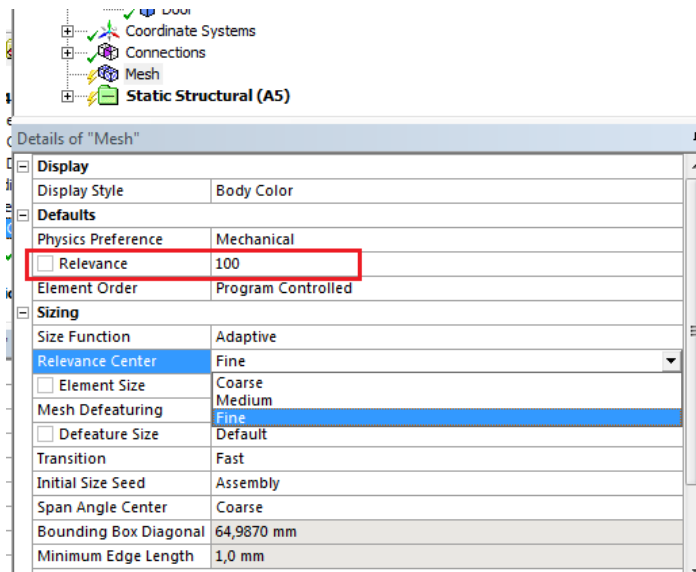 Door
Coordinate Systems
Connections
Mesh
Static Structural (A5)
Details of "Mesh"
Display
Display Style Body Color
Defaults
Physics Preference Mechanical
Relevance 100
Element Order Program Controlled
Sizing
Size Function Adaptive
Relevance Center Fine
Element Size Coarse
Medium
Mesh Defeaturing Fine
Defeature Size Default
Transition Fast
Initial Size Seed Assembly
Span Angle Center Coarse
Bounding Box Diagonal 64,9870 mm
Minimum Edge Length 1,0 mm